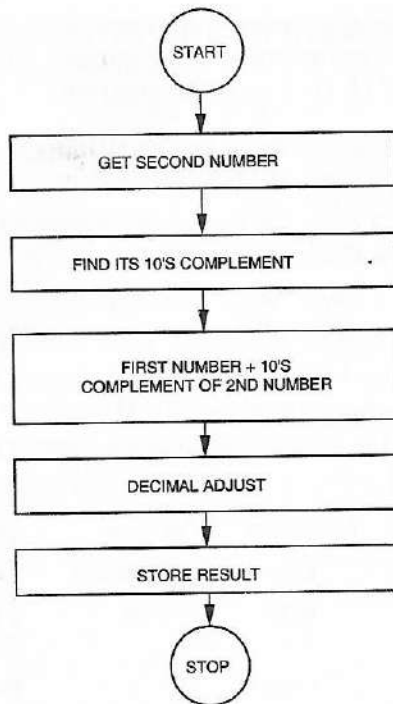 START
GET SECOND NUMBER
FIND ITS 10'S COMPLEMENT
FIRST NUMBER + 10'S
COMPLEMENT OF 2ND NUMBER
DECIMAL ADJUST
STORE RESULT
STOP